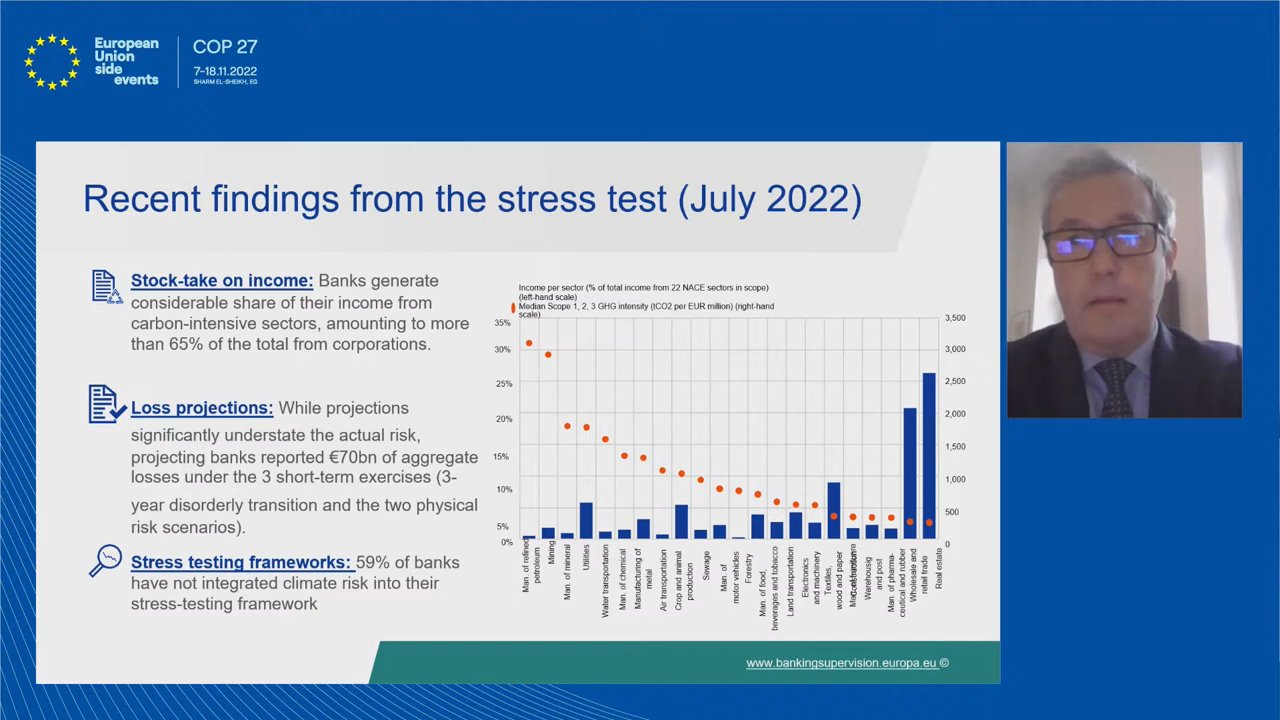 European
Union
side
events
COP 27
7-18.11.2022
SHARM EL-SHEIKH, EG
Recent findings from the stress test (July 2022)
Stock-take on income: Banks generate
considerable share of their income from
carbon-intensive sectors, amounting to more
than 65% of the total from corporations.
Loss projections: While projections
significantly understate the actual risk,
projecting banks reported €70bn of aggregate
losses under the 3 short-term exercises (3-
year disorderly transition and the two physical
risk scenarios).
Stress testing frameworks: 59% of banks
have not integrated climate risk into their
stress-testing framework
Income per sector (% of total income from 22 NACE sectors in scope)
(left-hand scale)
Median Scope 1, 2, 3 GHG intensity (tCO2 per EUR million) (right-hand
scale)
35%
30%
25%
20%
15%
10%
5%
0%
3,500
3,000
2,500
2,000
1,500
1,000
500
0
Man. of refined
petroleum
Mining
Man. of mineral
Utilities
Water transportation
Man. of chemical
Manufacturing of
metal
Air transportation
Crop and animal
production
Sewage
Man. of
motor vehicles
Forestry
Man. of food,
beverages and tobacco
Land transportation
Electronics
and machinery
Textiles,
wood and paper
Warehousg
and post
Man. of pharma-
ceutical and rubber
Wholesale and
retail trade
Real estate
www.bankingsupervision.europa.eu ©